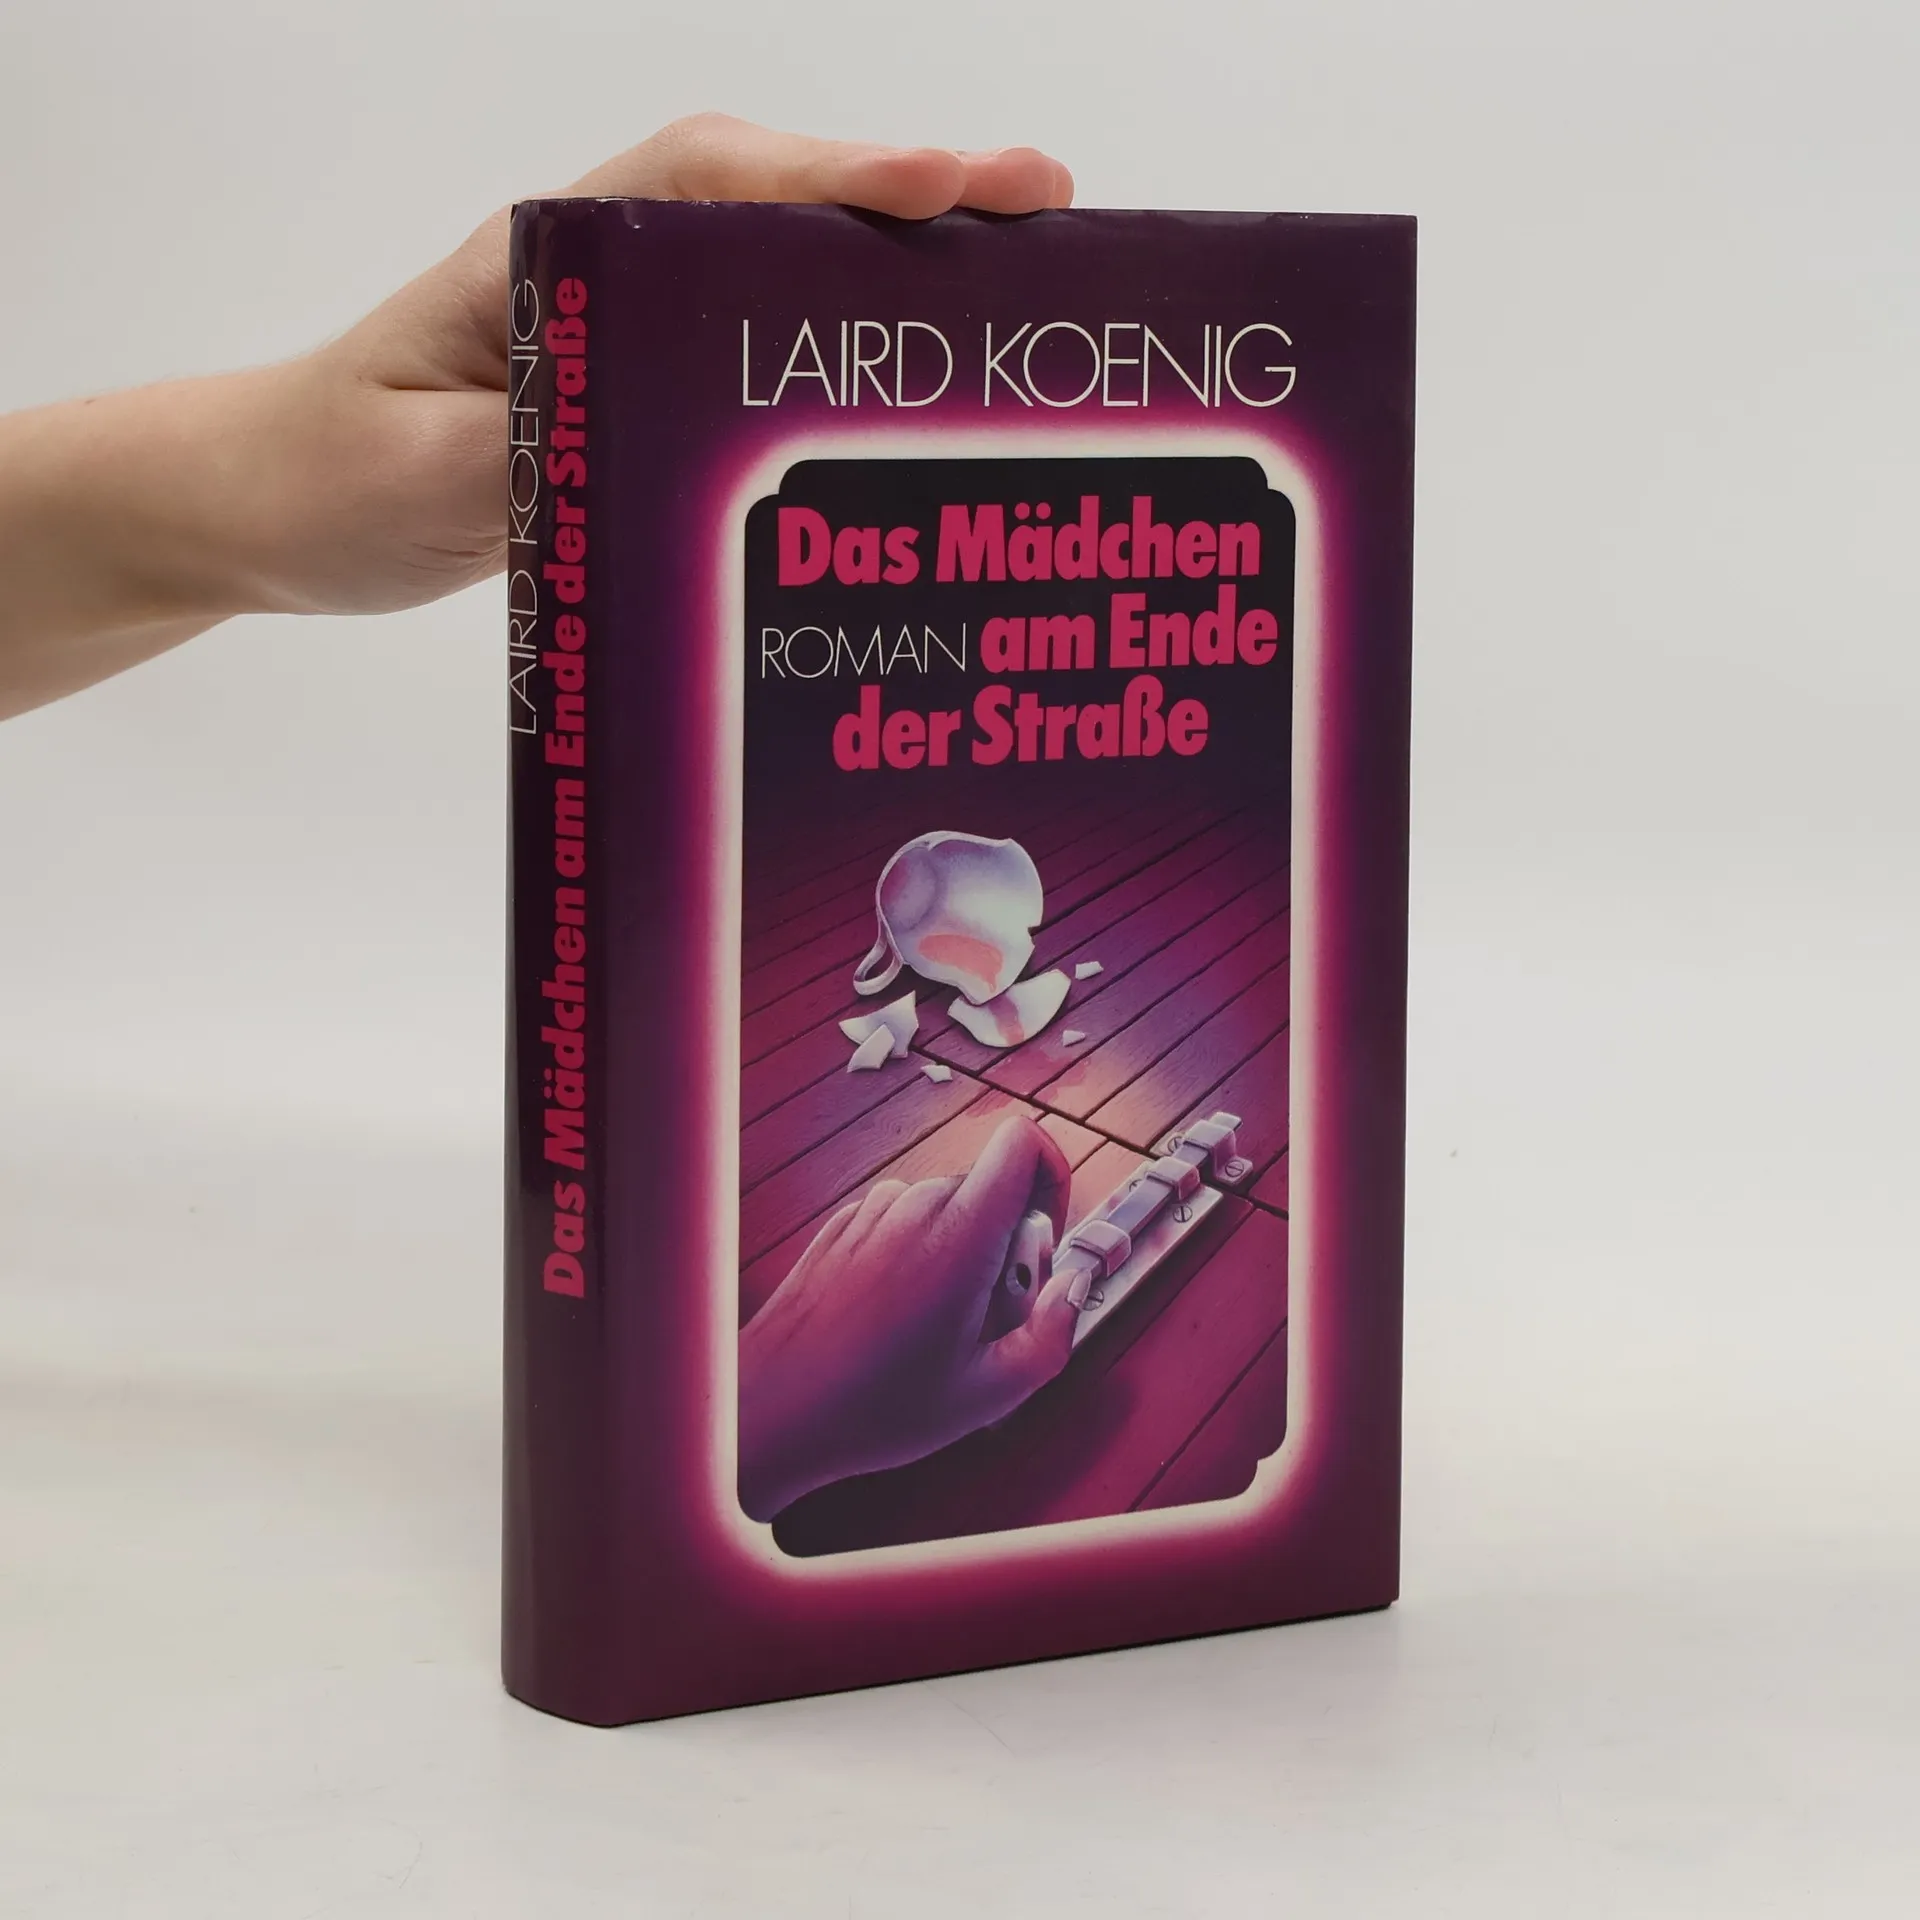 LAIRD KOENIG
Das Mädchen am Ende der Straße
LAIRD KOENIG
Das Mädchen
ROMAN am Ende
der Straße